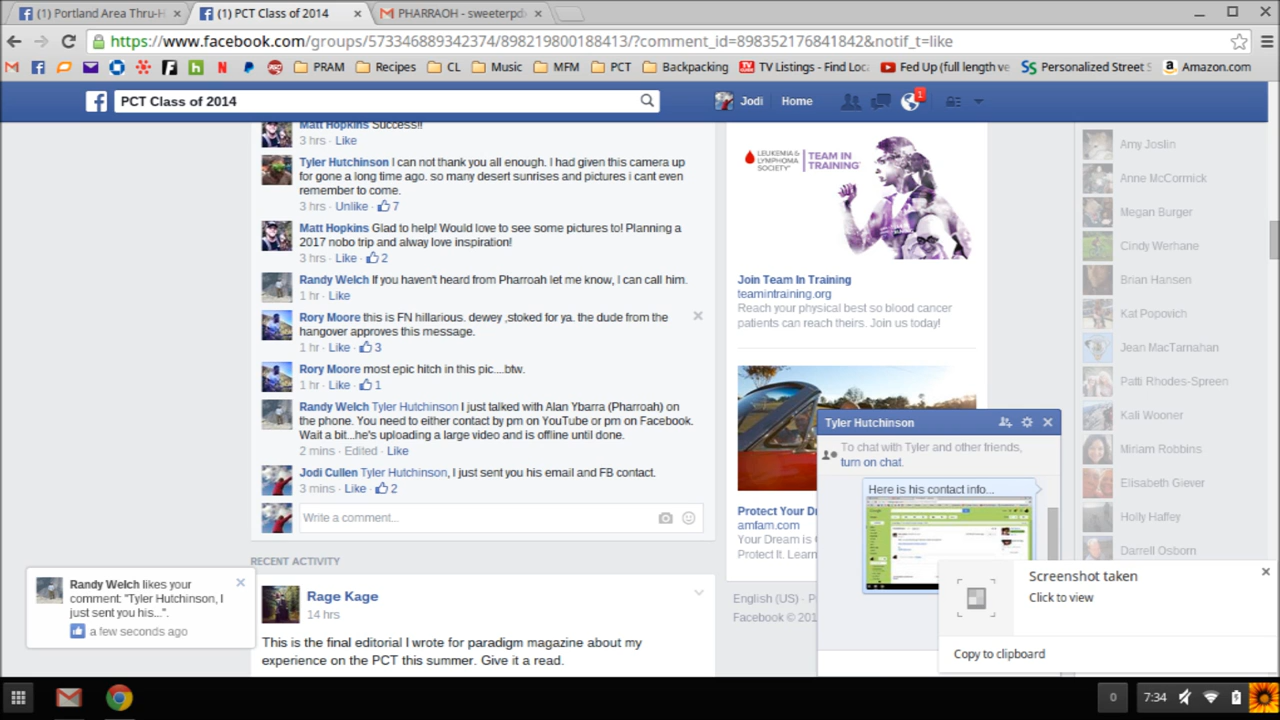 (1) Portland Area Thru-H
(1) PCT Class of 2014
PHARRAOH - sweeterpd
https://www.facebook.com/groups/573346889342374/898219800188413/?comment_id=898352176841842&notif_t=like
PRAM
Recipes
CL
Music
MFM
PCT
Backpacking
TV Listings - Find Loc
Fed Up (full length ve
Personalized Street S
Amazon.com
PCT Class of 2014
Jodi
Home
1
Matt Hopkins Success!!
3 hrs · Like
Tyler Hutchinson I can not thank you all enough. I had given this camera up
for gone a long time ago. so many desert sunrises and pictures i cant even
remember to come.
3 hrs · Unlike · 7
Matt Hopkins Glad to help! Would love to see some pictures to! Planning a
2017 nobo trip and alway love inspiration!
3 hrs · Like · 2
Randy Welch If you haven't heard from Pharroah let me know, I can call him.
1 hr · Like
Rory Moore this is FN hillarious. dewey ,stoked for ya. the dude from the
hangover approves this message.
1 hr · Like · 3
Rory Moore most epic hitch in this pic....btw.
1 hr · Like · 1
Randy Welch Tyler Hutchinson I just talked with Alan Ybarra (Pharroah) on
the phone. You need to either contact by pm on YouTube or pm on Facebook.
Wait a bit...he's uploading a large video and is offline until done.
2 mins · Edited · Like
Jodi Cullen Tyler Hutchinson, I just sent you his email and FB contact.
3 mins · Like · 2
Write a comment...
RECENT ACTIVITY
Rage Kage
14 hrs
This is the final editorial I wrote for paradigm magazine about my
experience on the PCT this summer. Give it a read.
Randy Welch likes your
comment: "Tyler Hutchinson, I
just sent you his...".
a few seconds ago
LEUKEMIA &
LYMPHOMA
SOCIETY
TEAM IN
TRAINING
Join Team In Training
teamintraining.org
Reach your physical best so blood cancer
patients can reach theirs. Join us today!
Protect Your Dr
amfam.com
Your Dream is
Protect It. Learn
English (US) · P
Facebook © 201
Tyler Hutchinson
To chat with Tyler and other friends,
turn on chat.
Here is his contact info...
Amy Joslin
Anne McCormick
Megan Burger
Cindy Werhane
Brian Hansen
Kat Popovich
Jean MacTarnahan
Patti Rhodes-Spreen
Kali Wooner
Miriam Robbins
Elisabeth Giever
Holly Haffey
Darrell Osborn
Screenshot taken
Click to view
Copy to clipboard
0
7:34